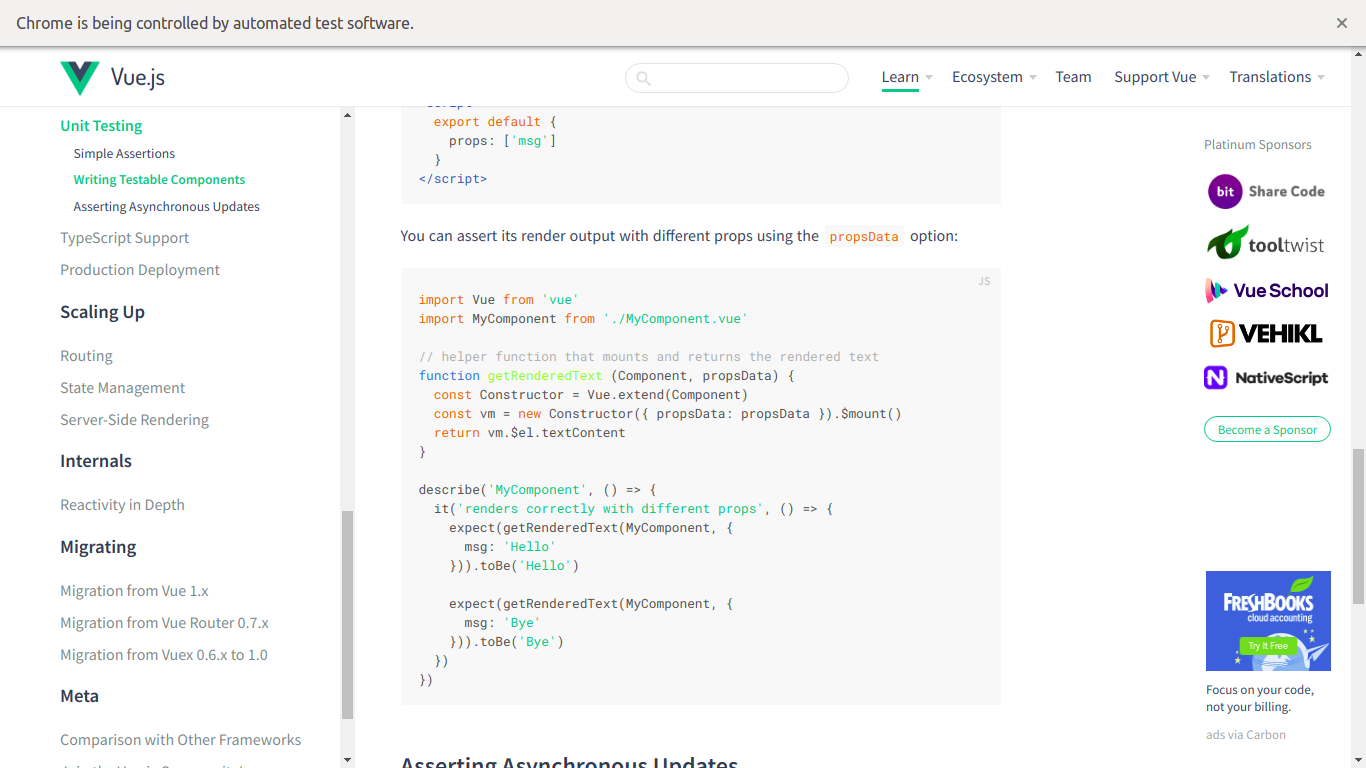 Chrome is being controlled by automated test software.
Vue.js
Learn
Ecosystem
Team
Support Vue
Translations
Unit Testing
Simple Assertions
Writing Testable Components
Asserting Asynchronous Updates
TypeScript Support
Production Deployment
Scaling Up
Routing
State Management
Server-Side Rendering
Internals
Reactivity in Depth
Migrating
Migration from Vue 1.x
Migration from Vue Router 0.7.x
Migration from Vuex 0.6.x to 1.0
Meta
Comparison with Other Frameworks
export default {
props: ['msg']
}
</script>
You can assert its render output with different props using the propsData option:
JS
import Vue from 'vue'
import MyComponent from './MyComponent.vue'
// helper function that mounts and returns the rendered text
function getRenderedText (Component, propsData) {
const Constructor = Vue.extend(Component)
const vm = new Constructor({ propsData: propsData }).$mount()
return vm.$el.textContent
}
describe('MyComponent', () => {
it('renders correctly with different props', () => {
expect(getRenderedText(MyComponent, {
msg: 'Hello'
})).toBe('Hello')
expect(getRenderedText(MyComponent, {
msg: 'Bye'
})).toBe('Bye')
})
})
Asserting Asynchronous Updates
Platinum Sponsors
bit Share Code
tooltwist
Vue School
VEHIKL
N NativeScript
Become a Sponsor
FRESHBOOKS
cloud accounting
Try It Free
Focus on your code,
not your billing.
ads via Carbon